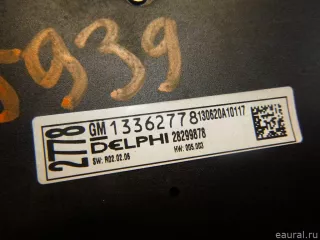 5939
2778
GM 13362778 130620A10117
DELPHI 28299878
SW: R02.02.06 HW: 005.003
eaural.ru